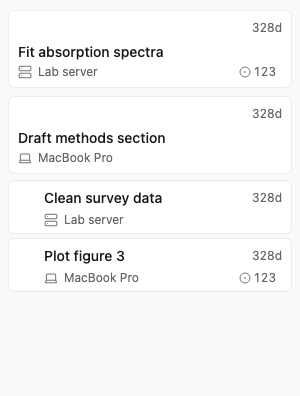 328d
Fit absorption spectra
Lab server 123
328d
Draft methods section
MacBook Pro
Clean survey data 328d
Lab server
Plot figure 3 328d
MacBook Pro 123